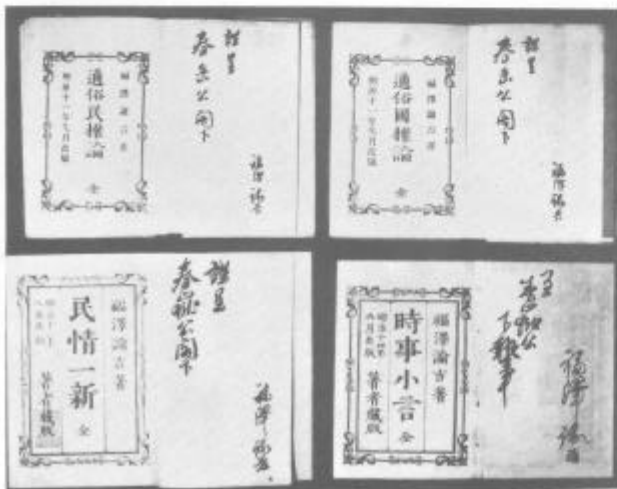 謹呈
春嶽公閣下
福澤諭吉
福澤諭吉著
通俗民權論
全
明治十一年七月出版
謹呈
春嶽公閣下
福澤諭吉
福澤諭吉著
通俗國權論
全
明治十一年七月出版
謹呈
春嶽公閣下
福澤諭吉
福澤諭吉著
民情一新
全
著者藏版
呈
福澤諭吉
福澤諭吉著
時事小言
全
著者藏版